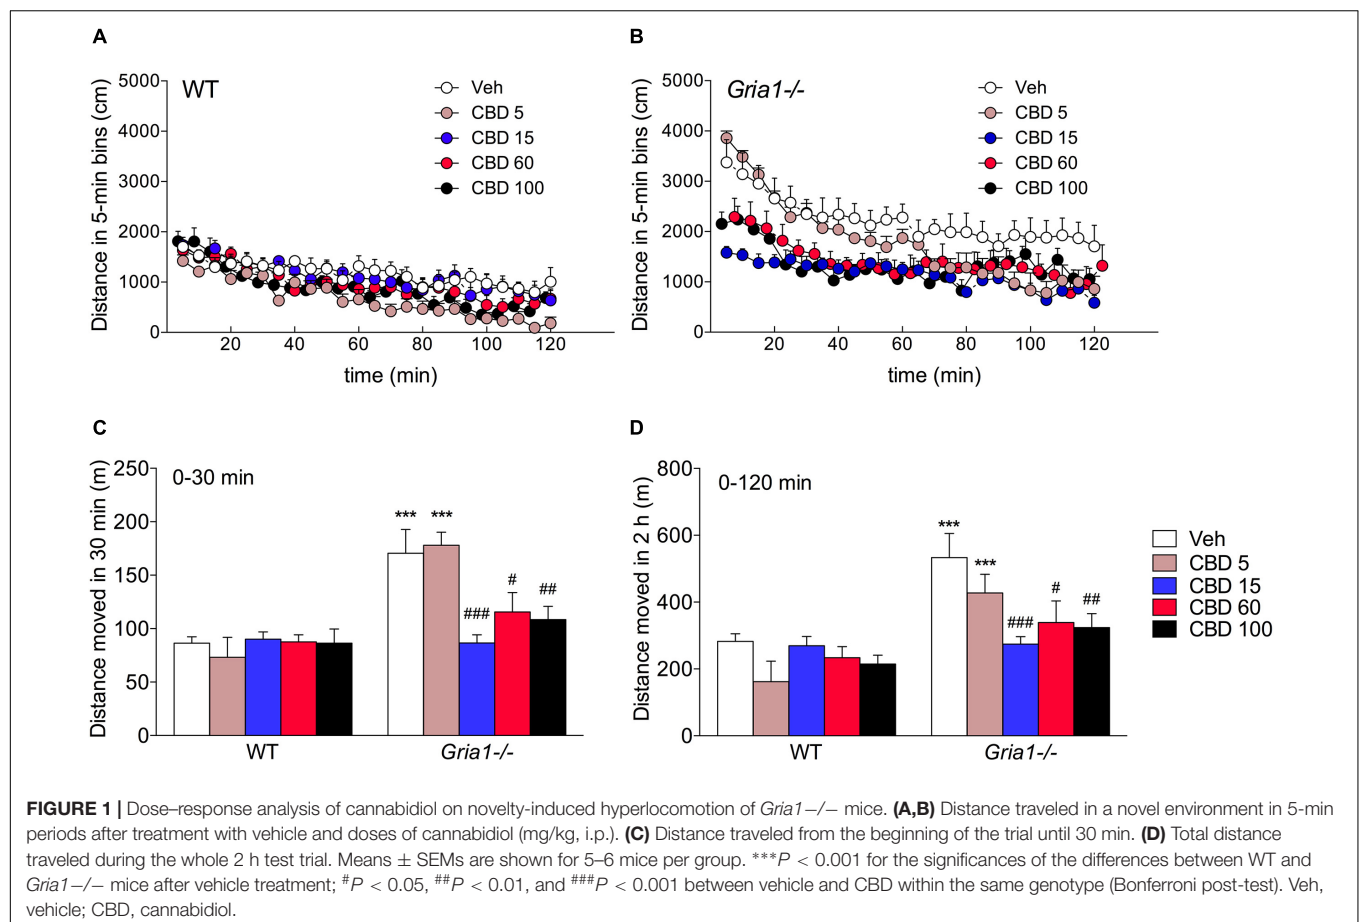 A
WT
Distance in 5-min bins (cm)
5000
4000
3000
2000
1000
0
20 40 60 80 100 120
time (min)
Veh
CBD 5
CBD 15
CBD 60
CBD 100
B
Gria1-/-
Distance in 5-min bins (cm)
5000
4000
3000
2000
1000
0
20 40 60 80 100 120
time (min)
Veh
CBD 5
CBD 15
CBD 60
CBD 100
C
0-30 min
Distance moved in 30 min (m)
250
200
150
100
50
0
*** ***
### # ##
WT Gria1-/-
D
0-120 min
Distance moved in 2 h (m)
800
600
400
200
0
***
***
### # ##
WT Gria1-/-
Veh
CBD 5
CBD 15
CBD 60
CBD 100
FIGURE 1 | Dose–response analysis of cannabidiol on novelty-induced hyperlocomotion of Gria1−/− mice. (A,B) Distance traveled in a novel environment in 5-min
periods after treatment with vehicle and doses of cannabidiol (mg/kg, i.p.). (C) Distance traveled from the beginning of the trial until 30 min. (D) Total distance
traveled during the whole 2 h test trial. Means ± SEMs are shown for 5–6 mice per group. ***P < 0.001 for the significances of the differences between WT and
Gria1−/− mice after vehicle treatment; #P < 0.05, ##P < 0.01, and ###P < 0.001 between vehicle and CBD within the same genotype (Bonferroni post-test). Veh,
vehicle; CBD, cannabidiol.